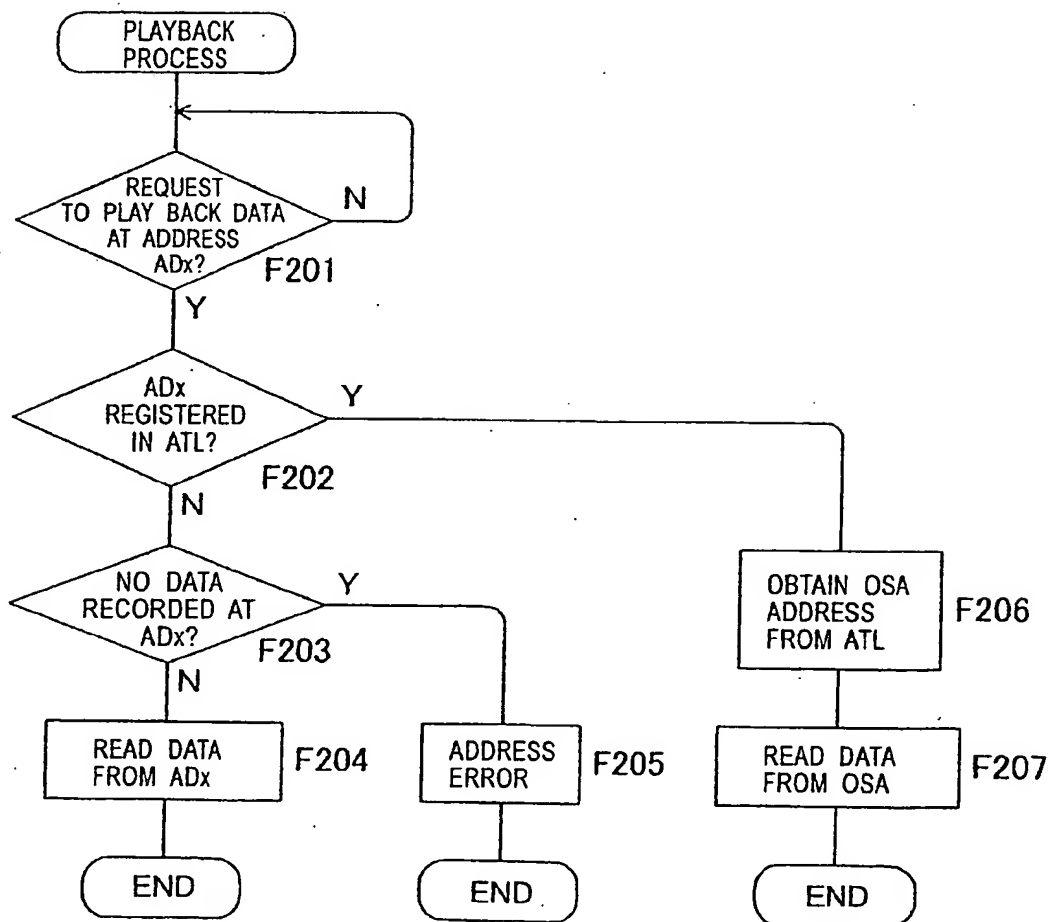 PLAYBACK
PROCESS
REQUEST
TO PLAY BACK DATA
AT ADDRESS
ADx?
N
F201
Y
ADx
REGISTERED
IN ATL?
Y
F202
N
NO DATA
RECORDED AT
ADx?
Y
F203
N
OBTAIN OSA
ADDRESS
FROM ATL
F206
READ DATA
FROM ADx
F204
ADDRESS
ERROR
F205
READ DATA
FROM OSA
F207
END
END
END